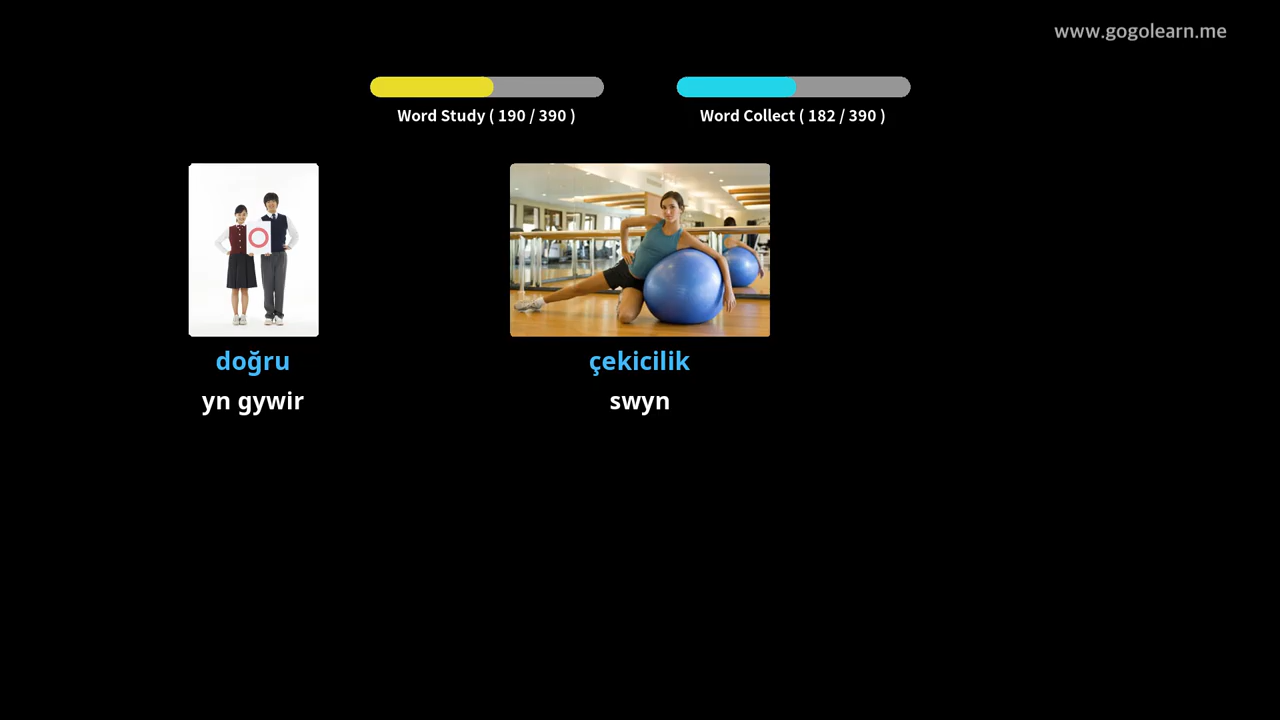 www.gogolearn.me
Word Study ( 190 / 390 )
Word Collect ( 182 / 390 )
doğru
yn gywir
çekicilik
swyn